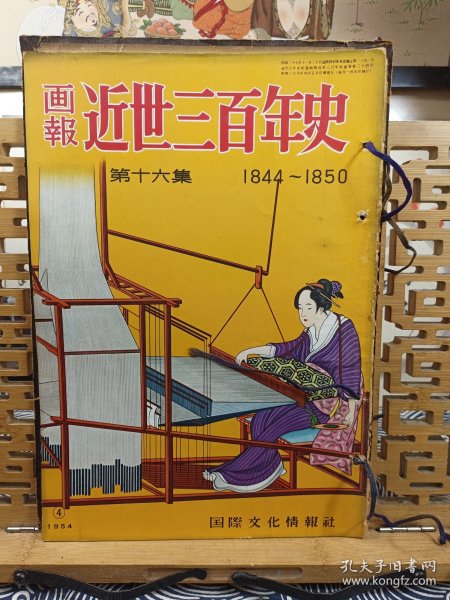 画報
近世三百年史
第十六集 1844～1850
④
1954
国際文化情報社
孔夫子旧书网
www.kongfz.com